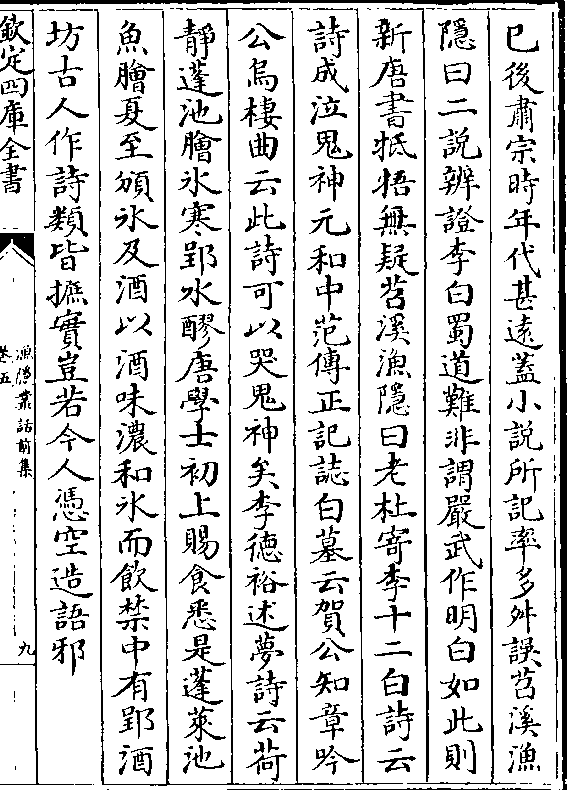 已後肅宗時年代甚遠蓋小説所記率多舛誤苕溪漁
隱曰二説辨證李白蜀道難非謂嚴武作明白如此則
新唐書牴牾無疑苕溪漁隱曰老杜寄李十二白詩云
詩成泣鬼神元和中范傳正記誌白墓云賀公知章吟
公烏棲曲云此詩可以哭鬼神矣李德裕述夢詩云荷
静蓬池膾氷寒郢水醪唐學士初上賜食悉是蓬萊池
魚膾夏至頒氷及酒以酒味濃和氷而飲禁中有郢酒
坊古人作詩類皆摭實豈若今人憑空造語邪
欽定四庫全書
漁隱叢話前集
卷五
九